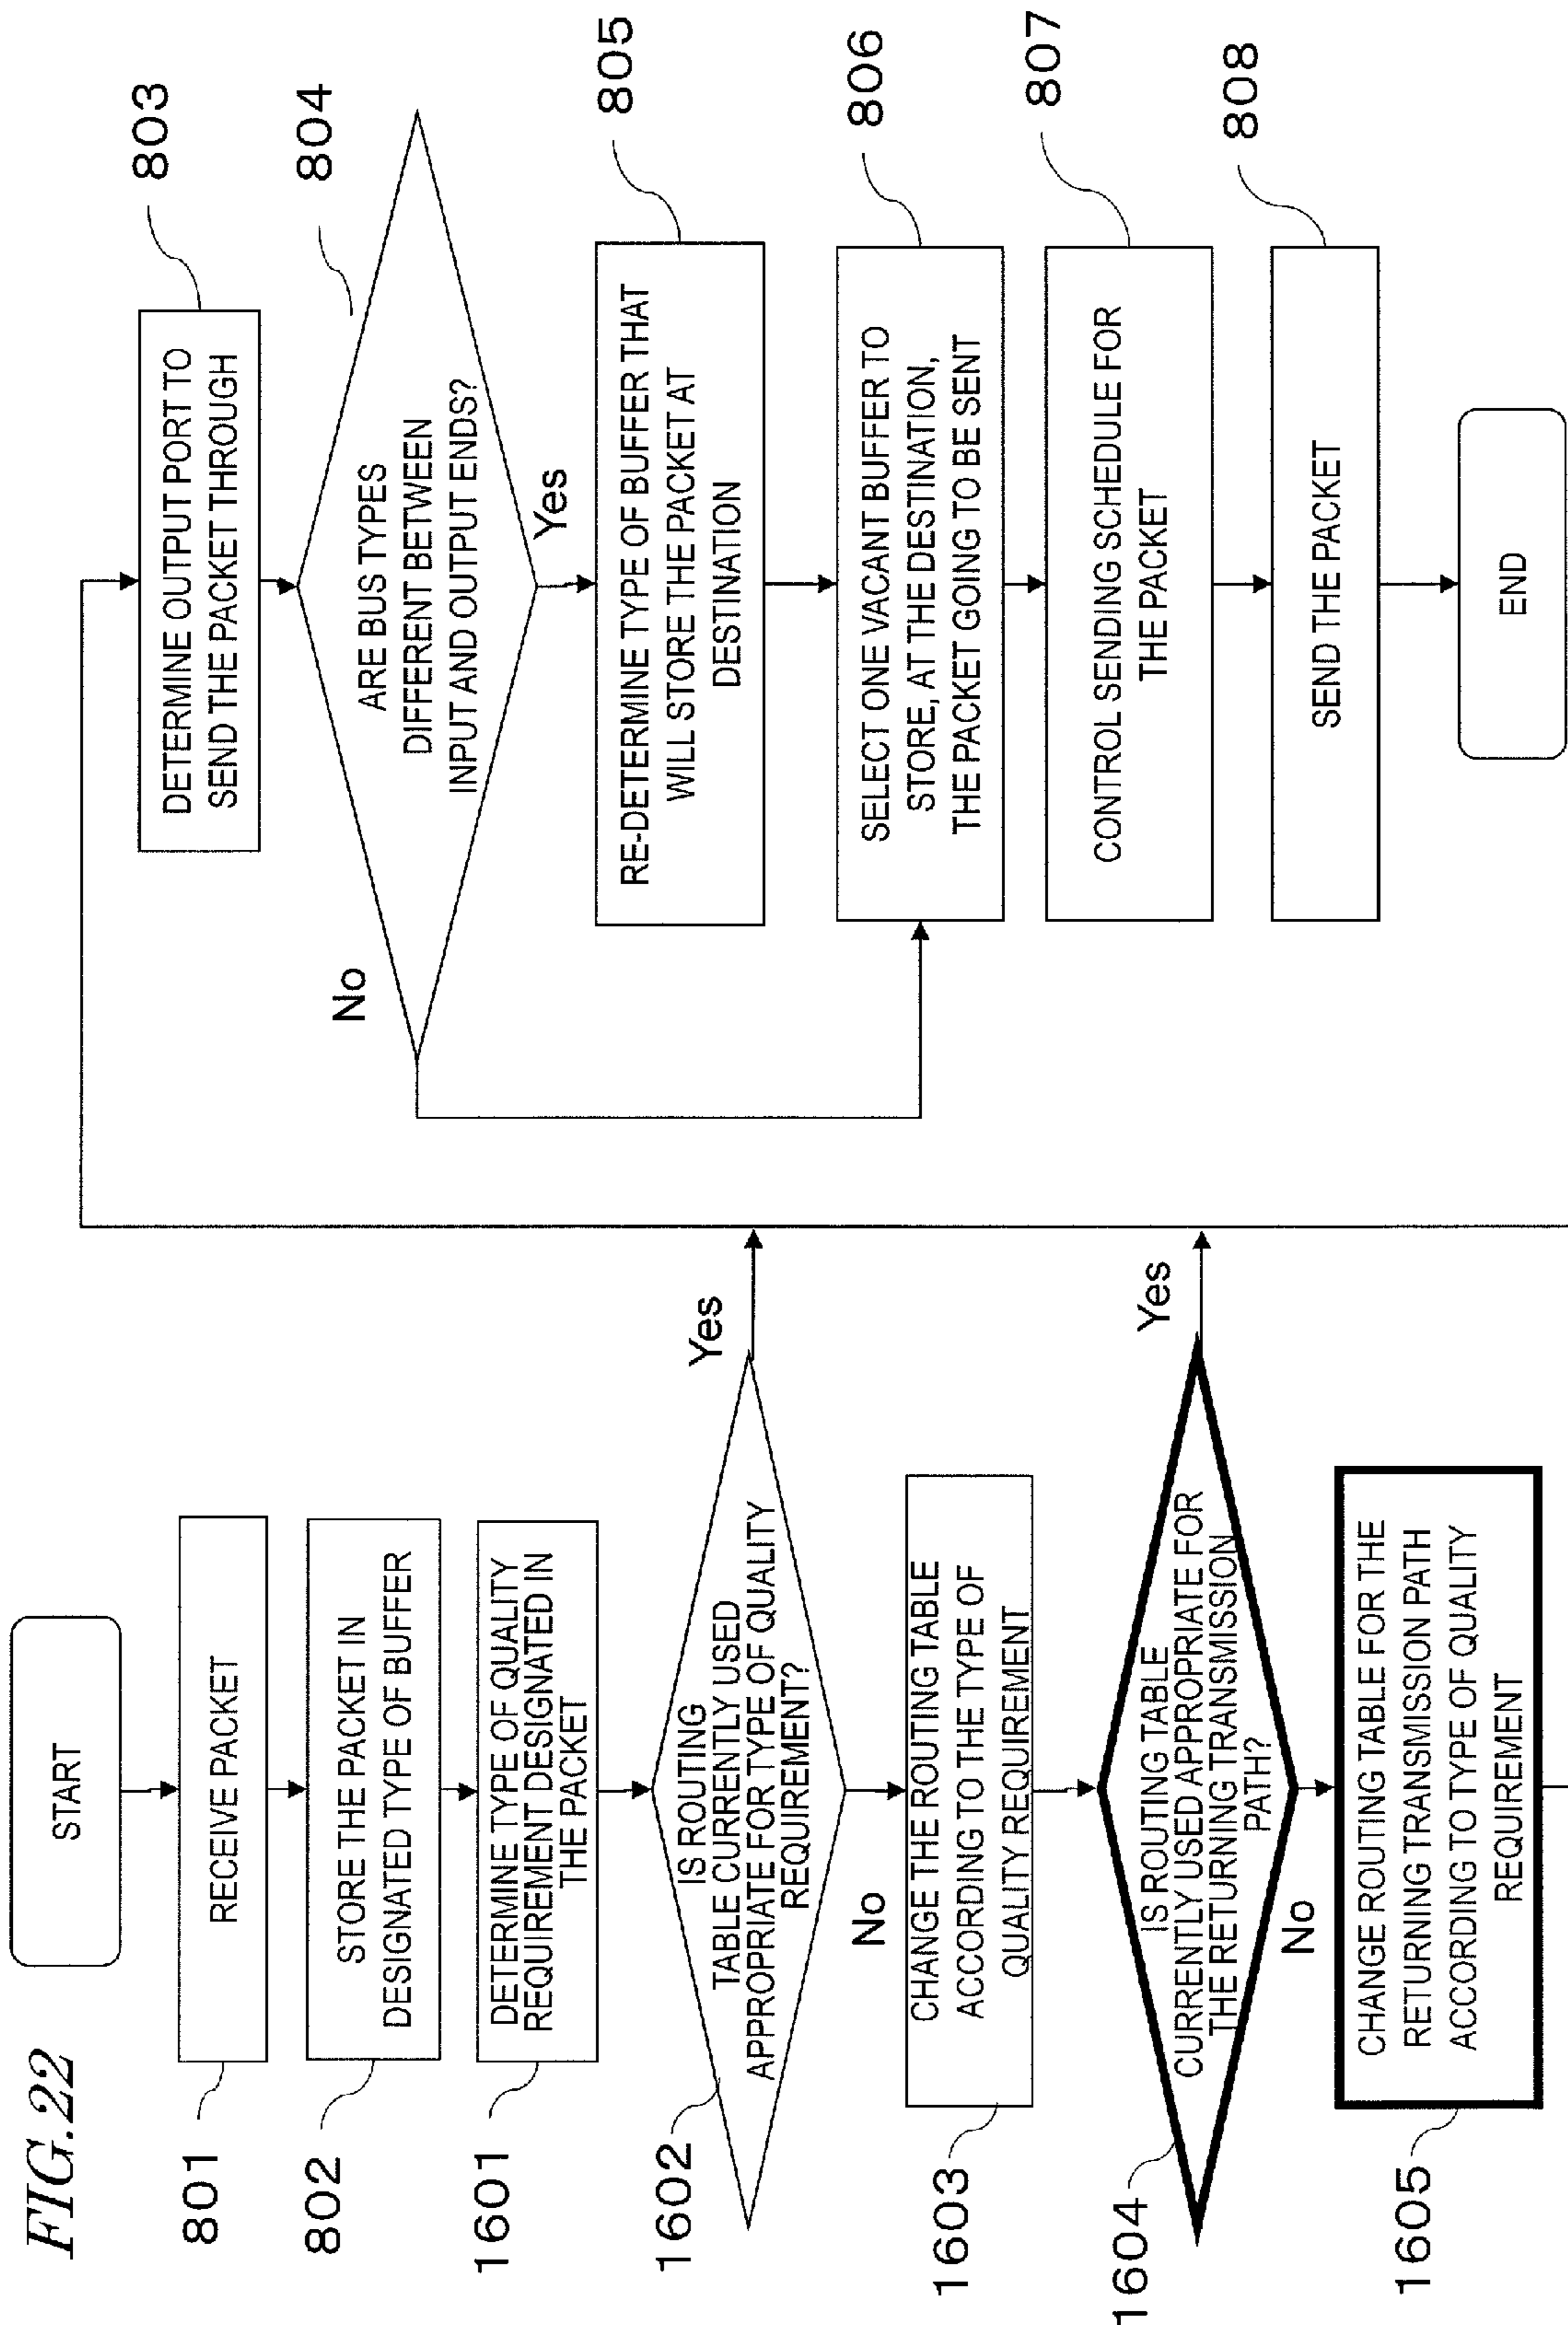 FIG.22
START
801
RECEIVE PACKET
802
STORE THE PACKET IN
DESIGNATED TYPE OF BUFFER
1601
DETERMINE TYPE OF QUALITY
REQUIREMENT DESIGNATED IN
THE PACKET
1602
IS ROUTING
TABLE CURRENTLY USED
APPROPRIATE FOR TYPE OF QUALITY
REQUIREMENT?
Yes
No
1603
CHANGE THE ROUTING TABLE
ACCORDING TO THE TYPE OF
QUALITY REQUIREMENT
1604
IS ROUTING TABLE
CURRENTLY USED APPROPRIATE FOR
THE RETURNING TRANSMISSION
PATH?
Yes
No
1605
CHANGE ROUTING TABLE FOR THE
RETURNING TRANSMISSION PATH
ACCORDING TO TYPE OF QUALITY
REQUIREMENT
803
DETERMINE OUTPUT PORT TO
SEND THE PACKET THROUGH
804
ARE BUS TYPES
DIFFERENT BETWEEN
INPUT AND OUTPUT ENDS?
No
Yes
805
RE-DETERMINE TYPE OF BUFFER THAT
WILL STORE THE PACKET AT
DESTINATION
806
SELECT ONE VACANT BUFFER TO
STORE, AT THE DESTINATION,
THE PACKET GOING TO BE SENT
807
CONTROL SENDING SCHEDULE FOR
THE PACKET
808
SEND THE PACKET
END